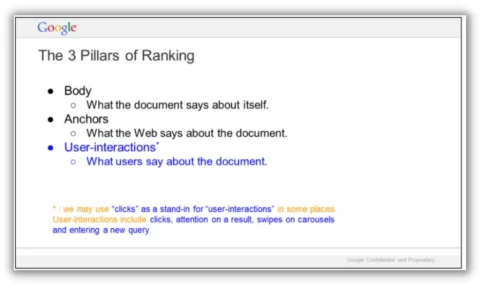 Google
The 3 Pillars of Ranking
● Body
○ What the document says about itself.
● Anchors
○ What the Web says about the document.
● User-interactions*
○ What users say about the document.
* : we may use "clicks" as a stand-in for "user-interactions" in some places.
User-interactions include clicks, attention on a result, swipes on carousels
and entering a new query
Google Confidential and Proprietary